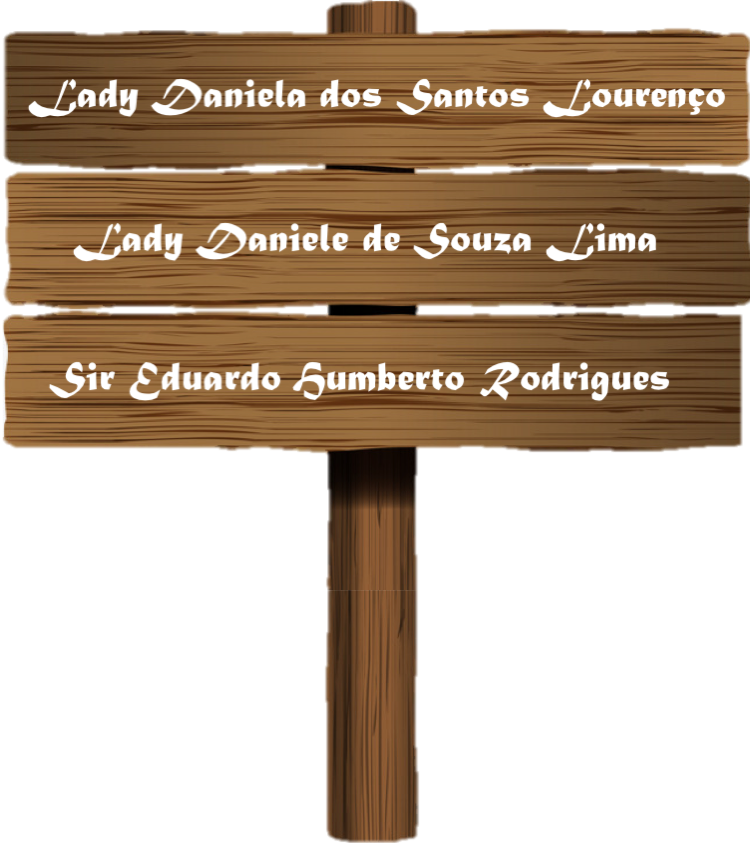 Lady Daniela dos Santos Lourenço
Lady Daniele de Souza Lima
Sir Eduardo Humberto Rodrigues